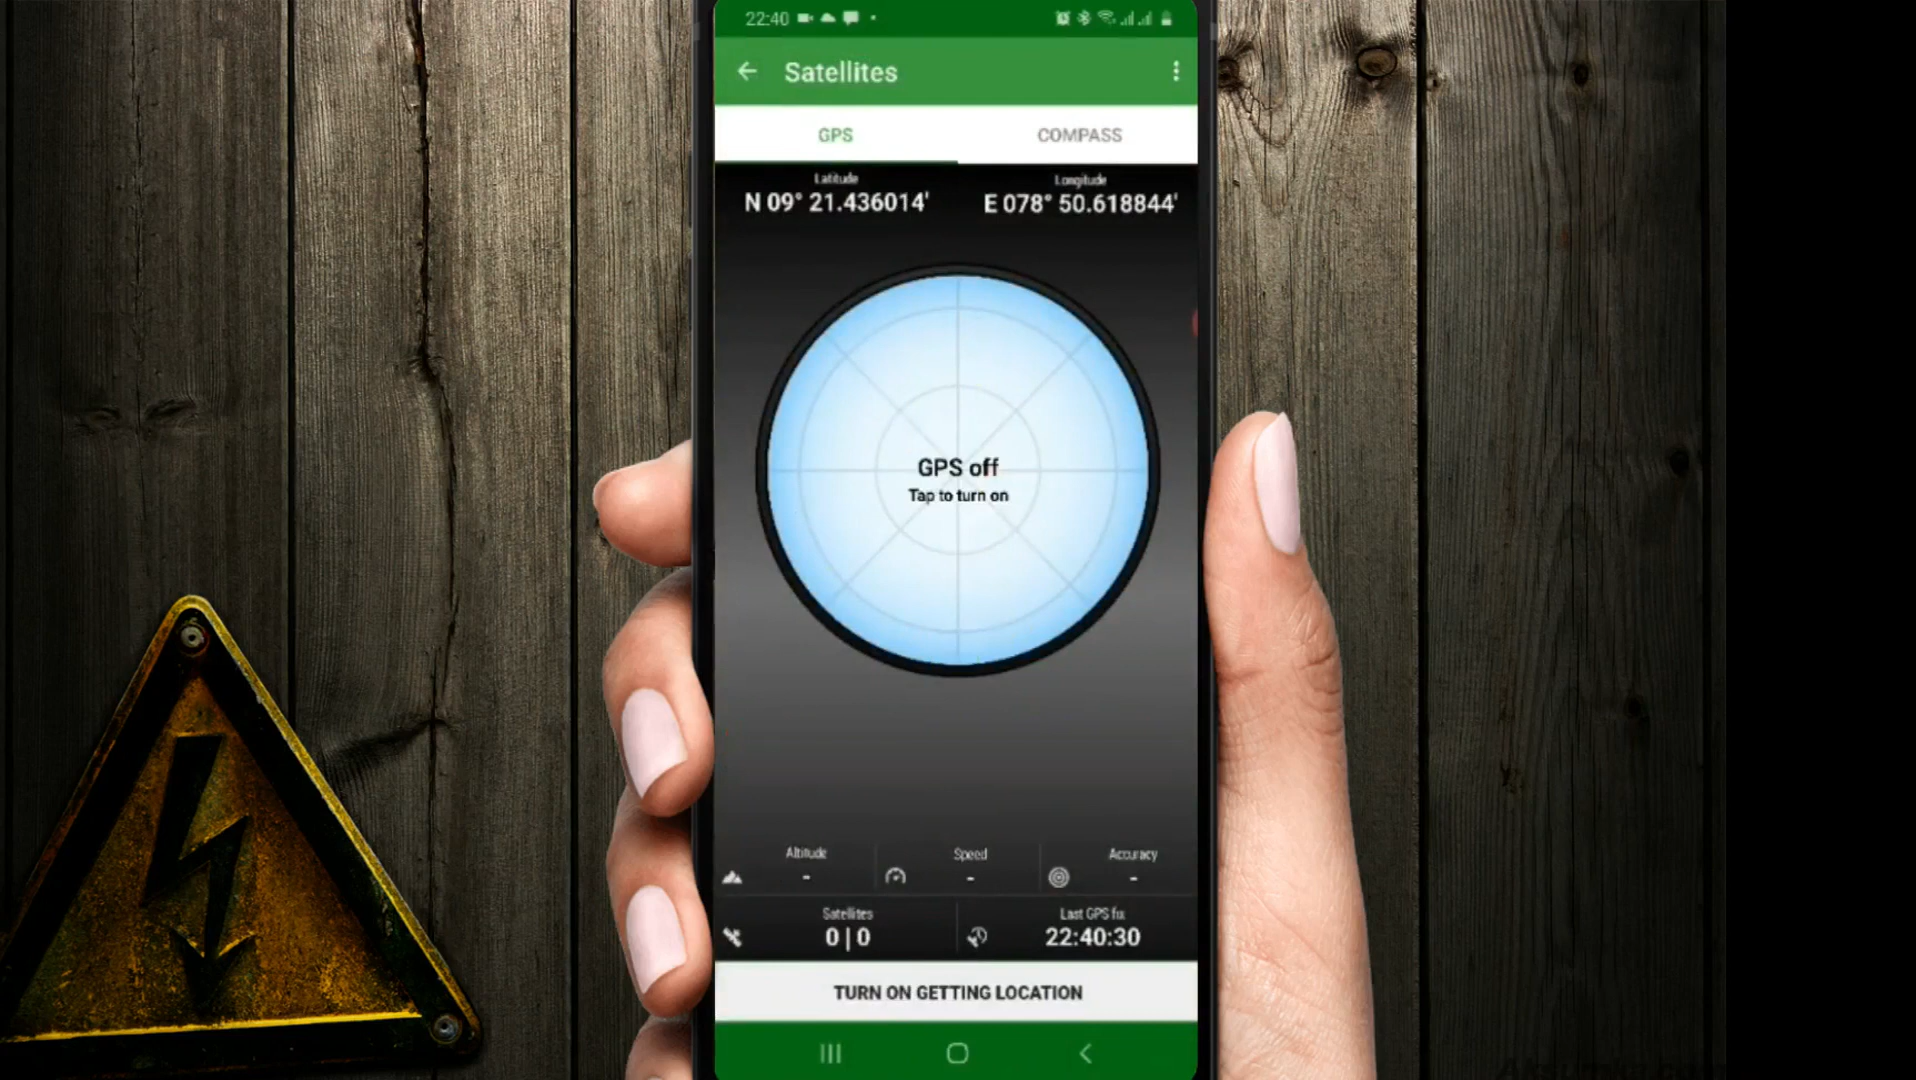 22:40
Satellites
GPS
COMPASS
Latitude
Longitude
N 09° 21.436014'
E 078° 50.618844'
GPS off
Tap to turn on
Altitude
Speed
Accuracy
-
-
-
Satellites
Last GPS fix
0 | 0
22:40:30
TURN ON GETTING LOCATION